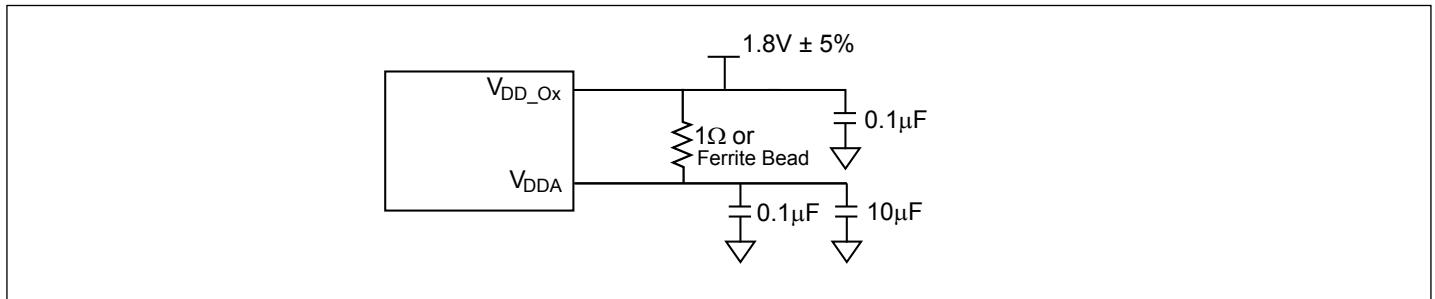 1.8V ± 5%
VDD_Ox
0.1μF
1Ω or
Ferrite Bead
VDDA
0.1μF
10μF